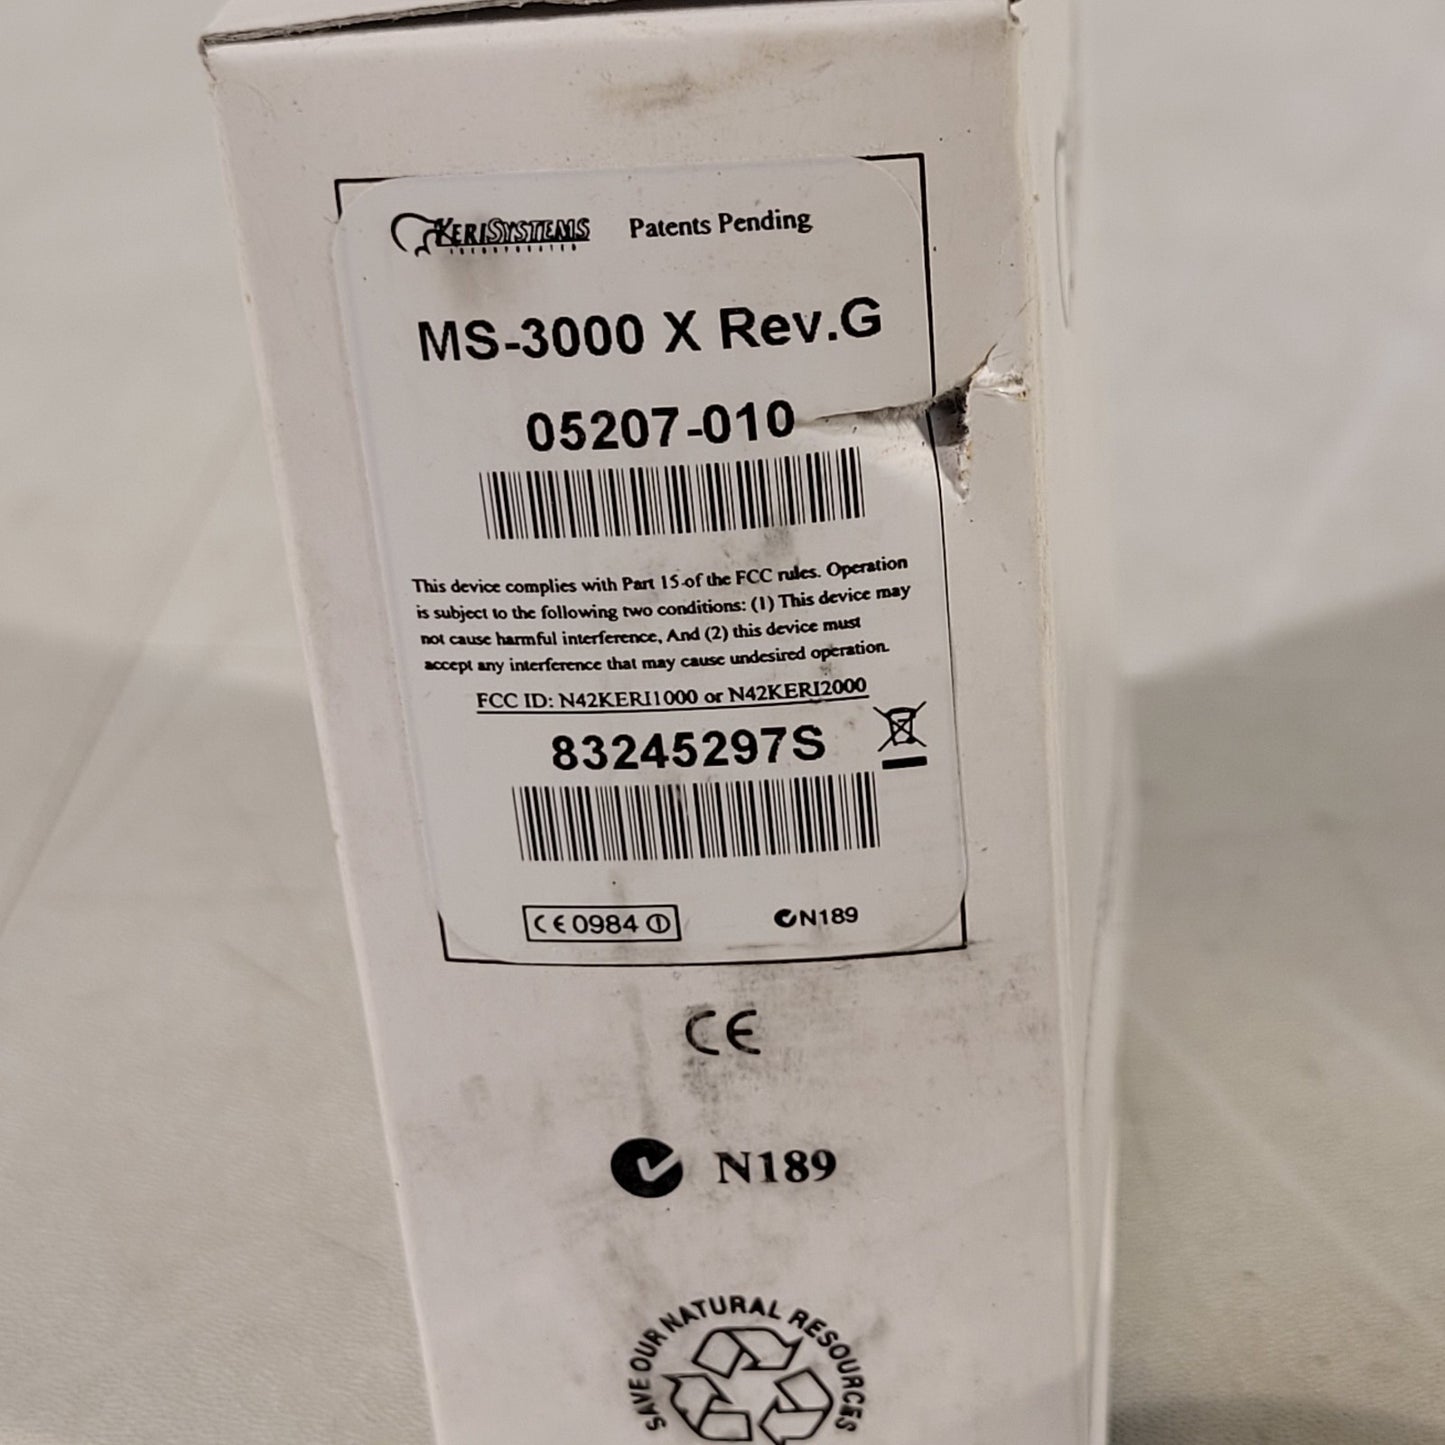 KERISYSTEMS Patents Pending
INCORPORATED
MS-3000 X Rev.G
05207-010
This device complies with Part 15 of the FCC rules. Operation
is subject to the following two conditions: (1) This device may
not cause harmful interference, And (2) this device must
accept any interference that may cause undesired operation.
FCC ID: N42KERI1000 or N42KERI2000
83245297S
CE 0984 N189
CE
N189
SAVE OUR NATURAL RESOURCES